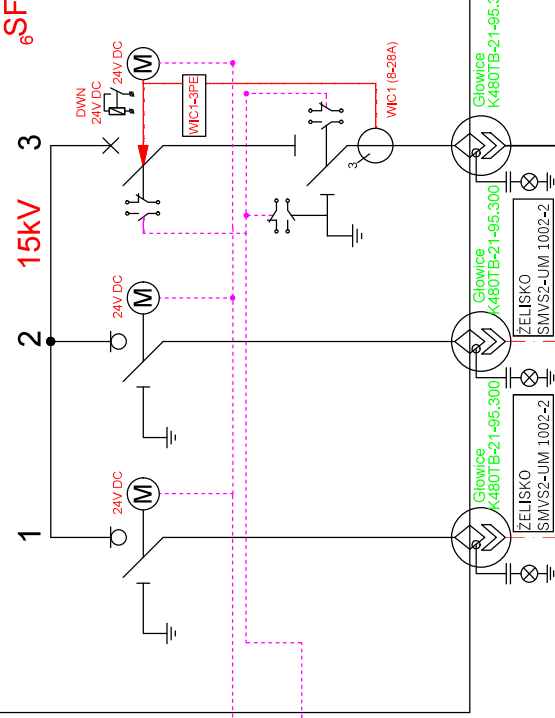 6SF
15kV
3
2
1
DWN
24V DC
24V DC
M
WIC1-3PE
WIC1 (8-28A)
3
Głowice
K480TB-21-95.3
24V DC
M
Głowice
K480TB-21-95.300
ŻELISKO
SMVS2-UM 1002-2
24V DC
M
Głowice
K480TB-21-95.300
ŻELISKO
SMVS2-UM 1002-2